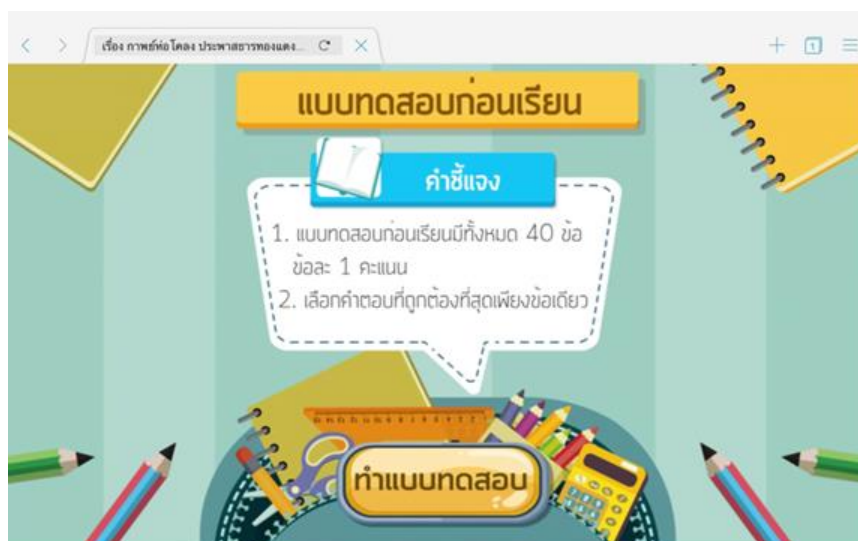 เรื่อง กาพย์ห่อโคลง ประพาสธารทองแดง...
1
แบบทดสอบก่อนเรียน
คำชี้แจง
1. แบบทดสอบก่อนเรียนมีทั้งหมด 40 ข้อ
ข้อละ 1 คะแนน
2. เลือกคำตอบที่ถูกต้องที่สุดเพียงข้อเดียว
ทำแบบทดสอบ